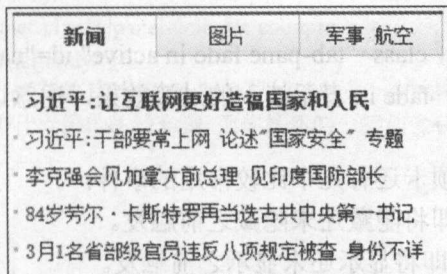 新闻 图片 军事 航空
习近平:让互联网更好造福国家和人民
习近平:干部要常上网 论述"国家安全" 专题
李克强会见加拿大前总理 见印度国防部长
84岁劳尔·卡斯特罗再当选古共中央第一书记
3月1名省部级官员违反八项规定被查 身份不详